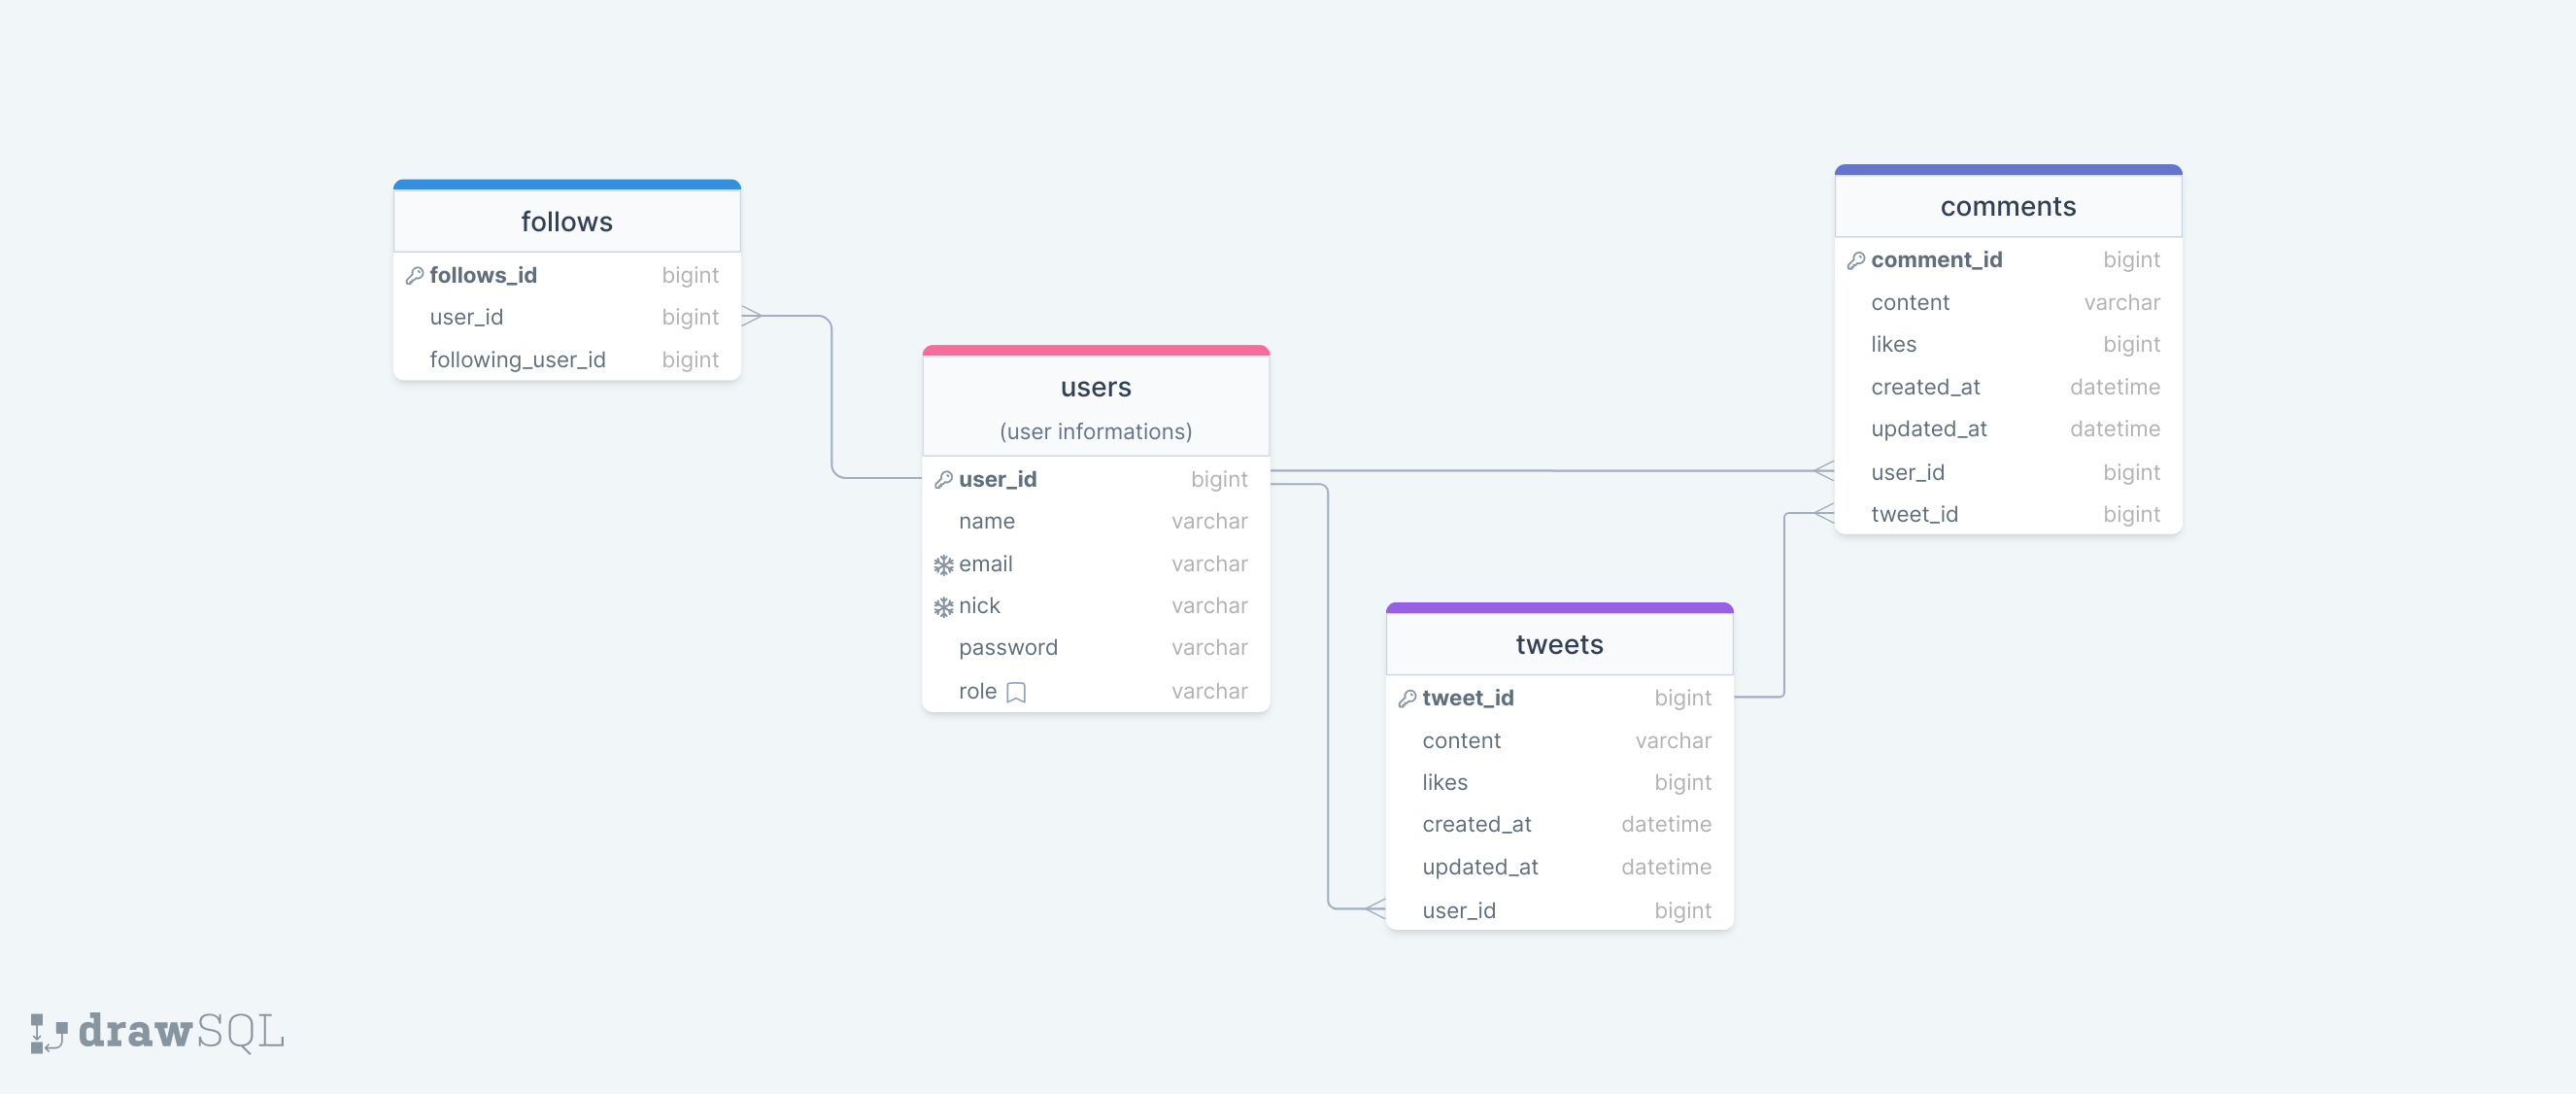 follows
follows_id bigint
user_id bigint
following_user_id bigint
users
(user informations)
user_id bigint
name varchar
email varchar
nick varchar
password varchar
role varchar
comments
comment_id bigint
content varchar
likes bigint
created_at datetime
updated_at datetime
user_id bigint
tweet_id bigint
tweets
tweet_id bigint
content varchar
likes bigint
created_at datetime
updated_at datetime
user_id bigint
drawSQL